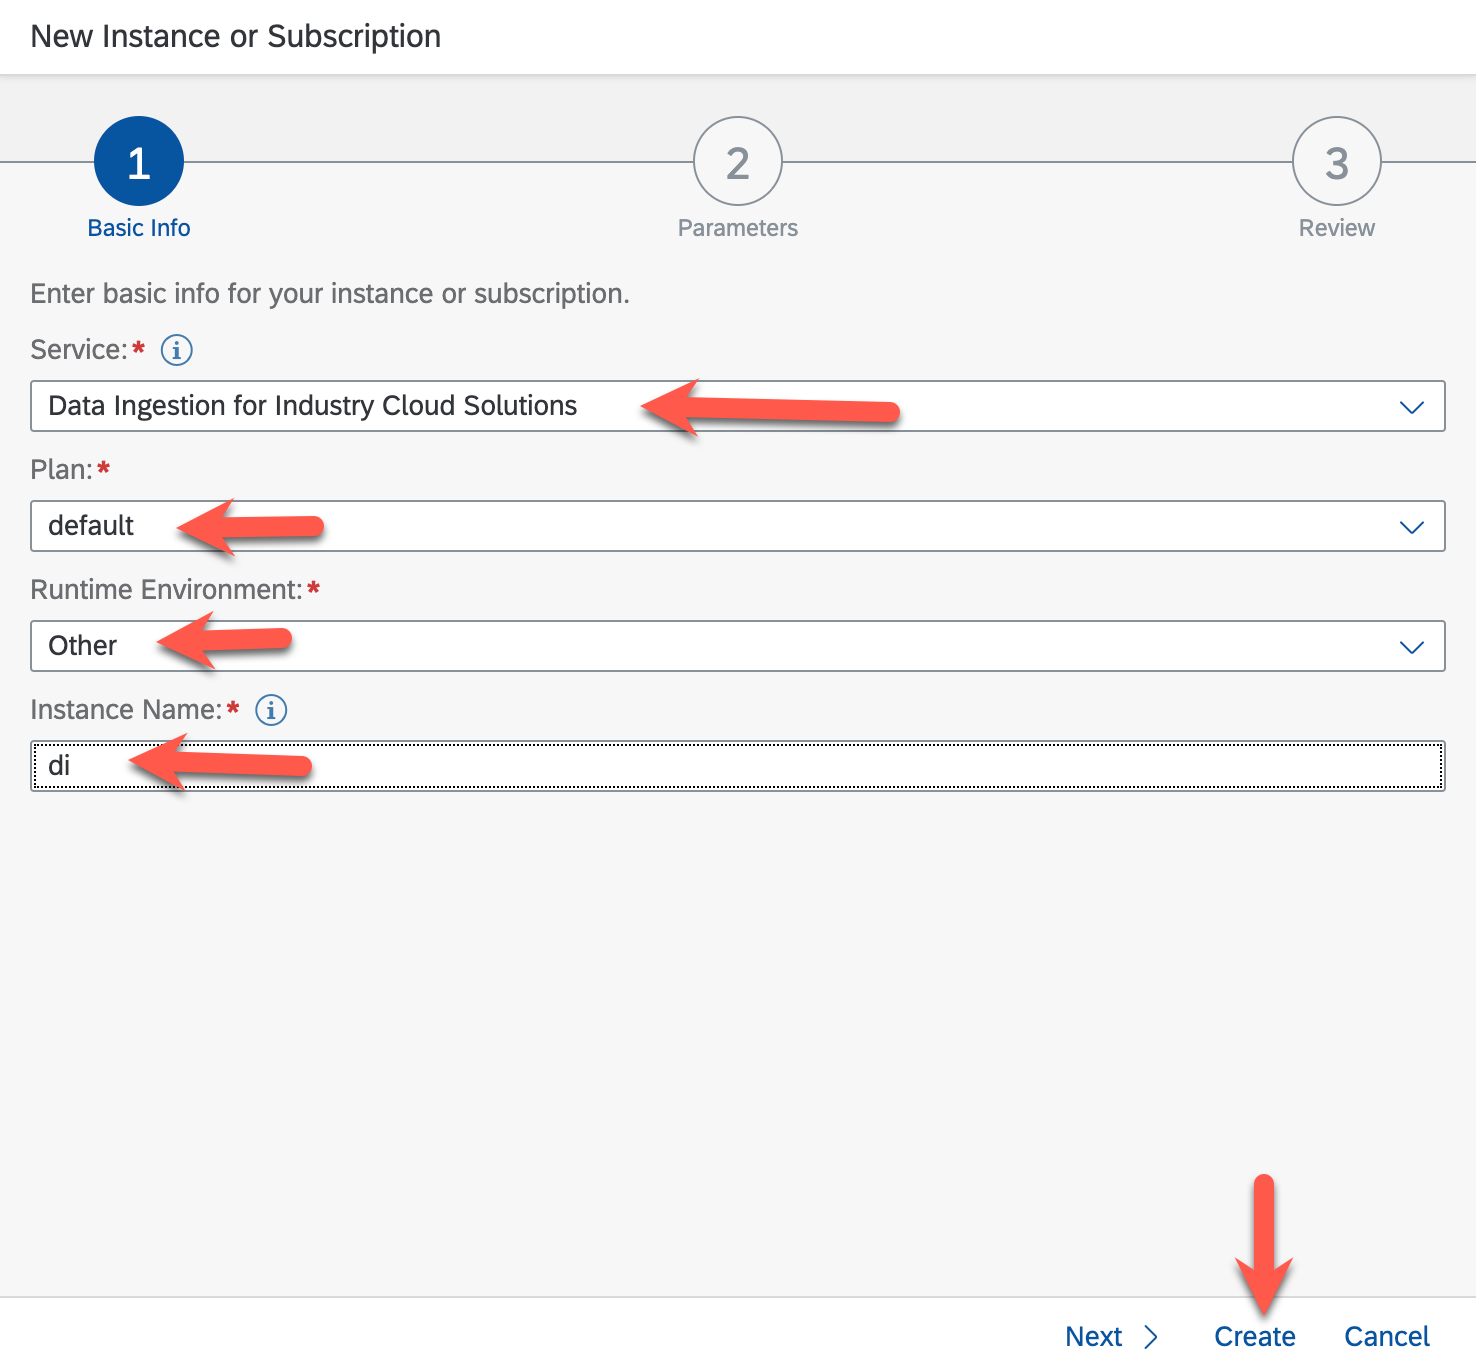 New Instance or Subscription
1
2
3
Basic Info
Parameters
Review
Enter basic info for your instance or subscription.
Service:*
Data Ingestion for Industry Cloud Solutions
Plan:*
default
Runtime Environment:*
Other
Instance Name:*
di
Next
Create
Cancel